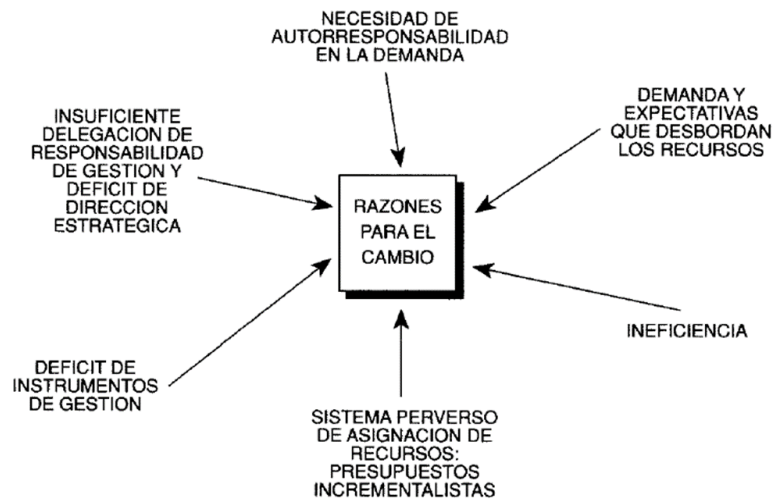 NECESIDAD DE
AUTORRESPONSABILIDAD
EN LA DEMANDA
DEMANDA Y
EXPECTATIVAS
QUE DESBORDAN
LOS RECURSOS
INSUFICIENTE
DELEGACION DE
RESPONSABILIDAD
DE GESTION Y
DEFICIT DE
DIRECCION
ESTRATEGICA
RAZONES
PARA EL
CAMBIO
INEFICIENCIA
DEFICIT DE
INSTRUMENTOS
DE GESTION
SISTEMA PERVERSO
DE ASIGNACION DE
RECURSOS:
PRESUPUESTOS
INCREMENTALISTAS